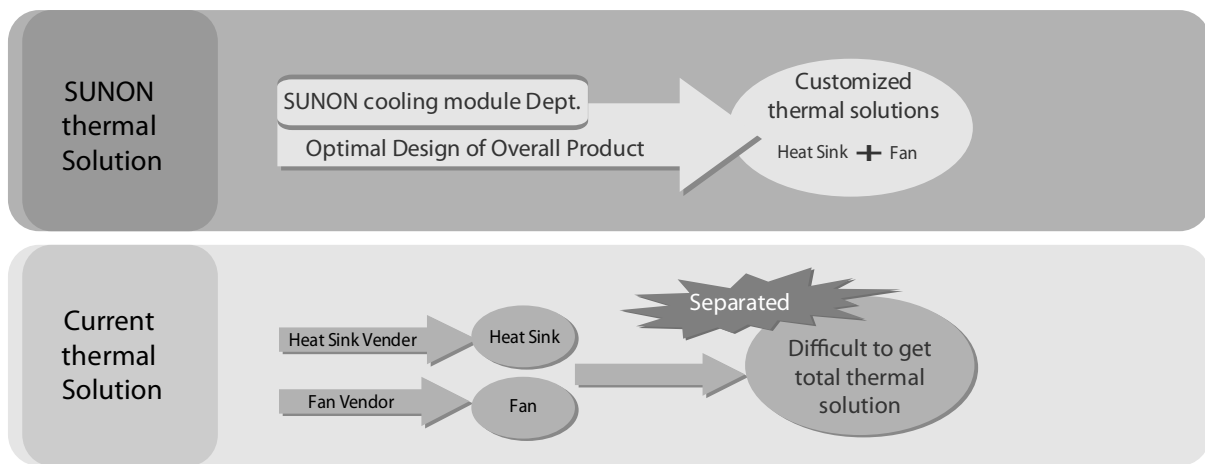 SUNON
thermal
Solution
SUNON cooling module Dept.
Optimal Design of Overall Product
Customized
thermal solutions
Heat Sink + Fan
Current
thermal
Solution
Heat Sink Vender
Heat Sink
Fan Vendor
Fan
Separated
Difficult to get
total thermal
solution